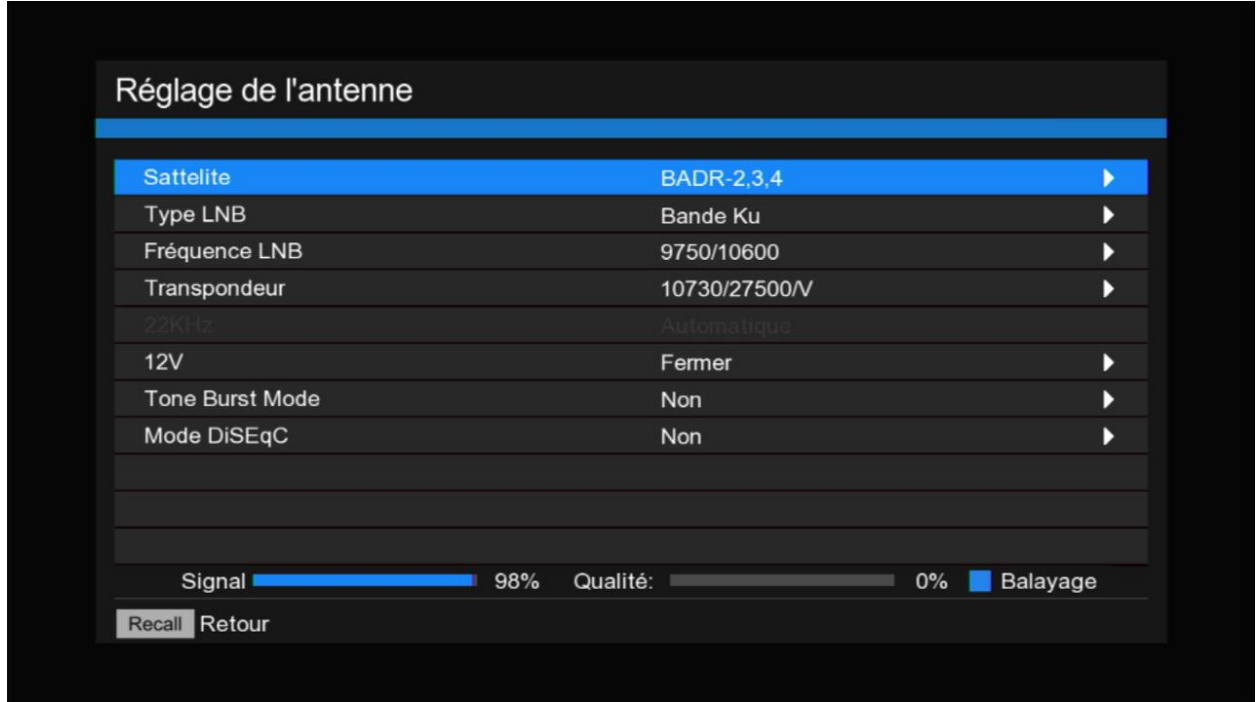 Réglage de l'antenne
Sattelite BADR-2,3,4
Type LNB Bande Ku
Fréquence LNB 9750/10600
Transpondeur 10730/27500/V
22KHz Automatique
12V Fermer
Tone Burst Mode Non
Mode DiSEqC Non
Signal 98% Qualité: 0% Balayage
Recall Retour